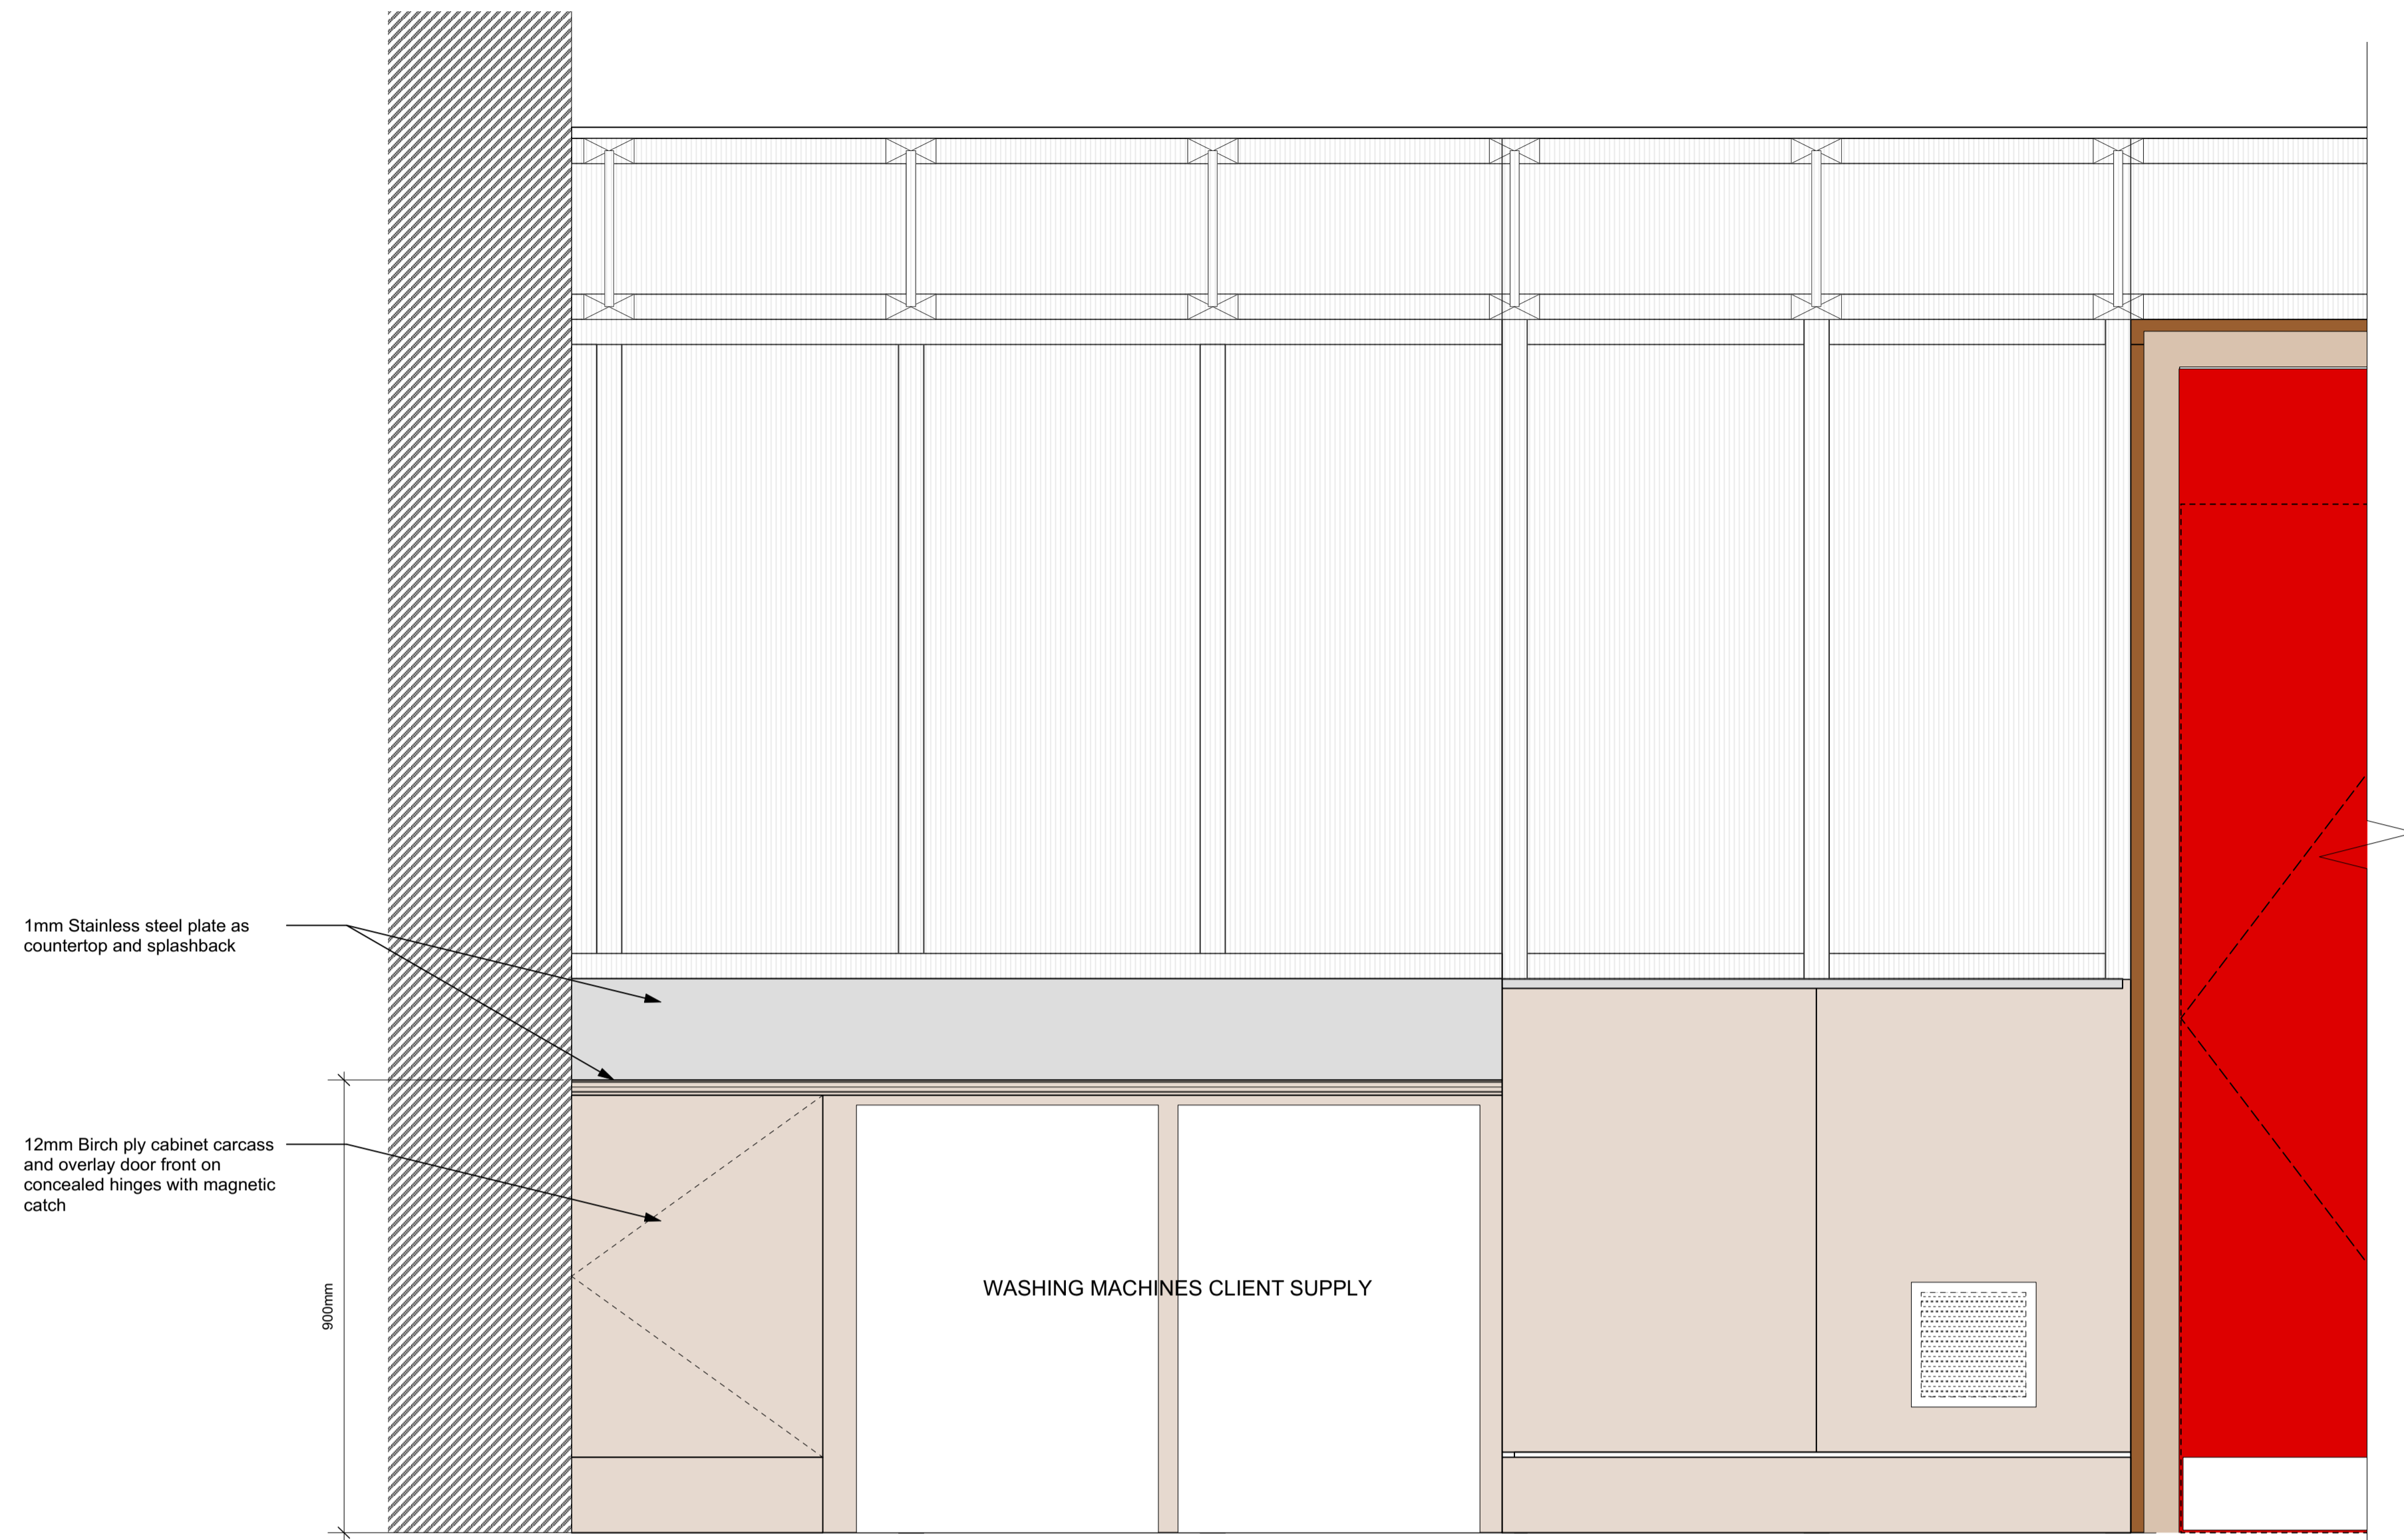 1mm Stainless steel plate as
countertop and splashback
12mm Birch ply cabinet carcass
and overlay door front on
concealed hinges with magnetic
catch
900mm
WASHING MACHINES CLIENT SUPPLY